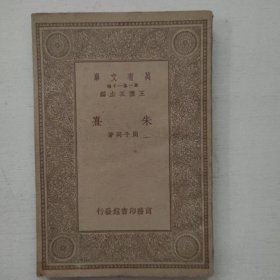 萬有文庫
第一集一千種
王雲五主編
朱熹
周予同著
商務印書館發行